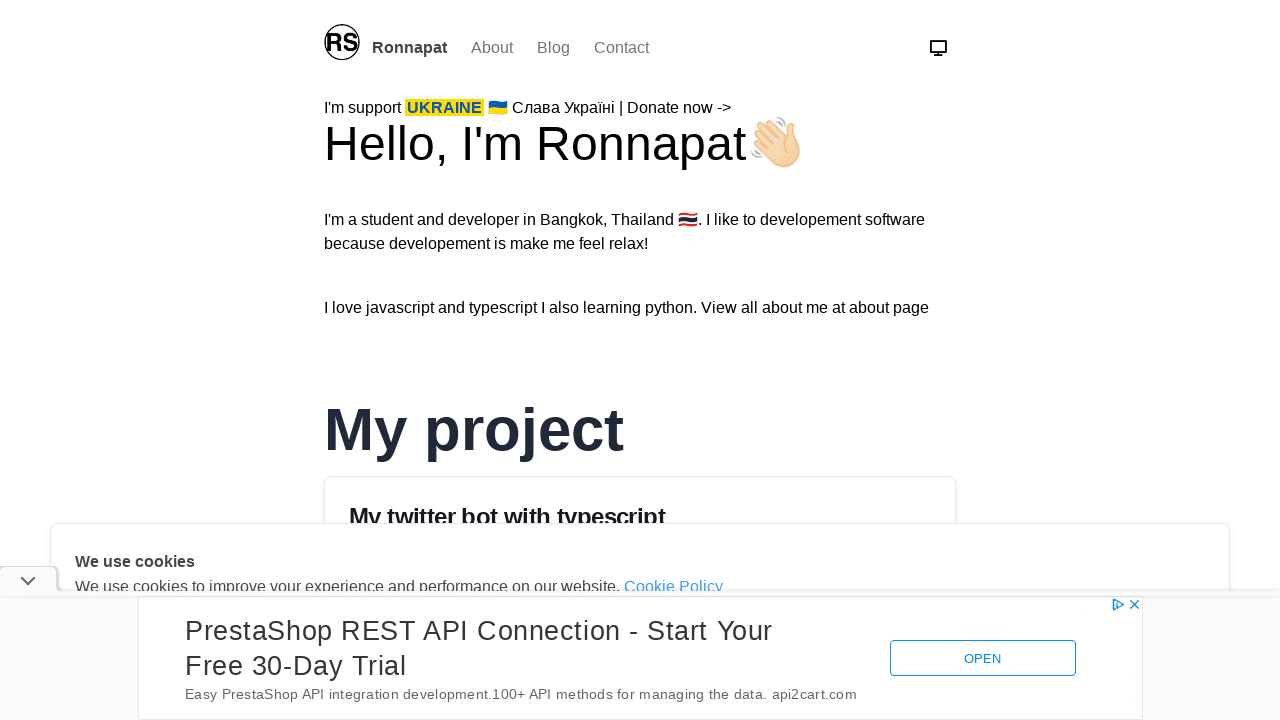 RS Ronnapat About Blog Contact
I'm support UKRAINE 🇺🇦 Слава Україні | Donate now ->
Hello, I'm Ronnapat👋🏻
I'm a student and developer in Bangkok, Thailand 🇹🇭. I like to developement software
because developement is make me feel relax!
I love javascript and typescript I also learning python. View all about me at about page
My project
My twitter bot with typescript
We use cookies
We use cookies to improve your experience and performance on our website. Cookie Policy
PrestaShop REST API Connection - Start Your
Free 30-Day Trial
OPEN
Easy PrestaShop API integration development.100+ API methods for managing the data. api2cart.com